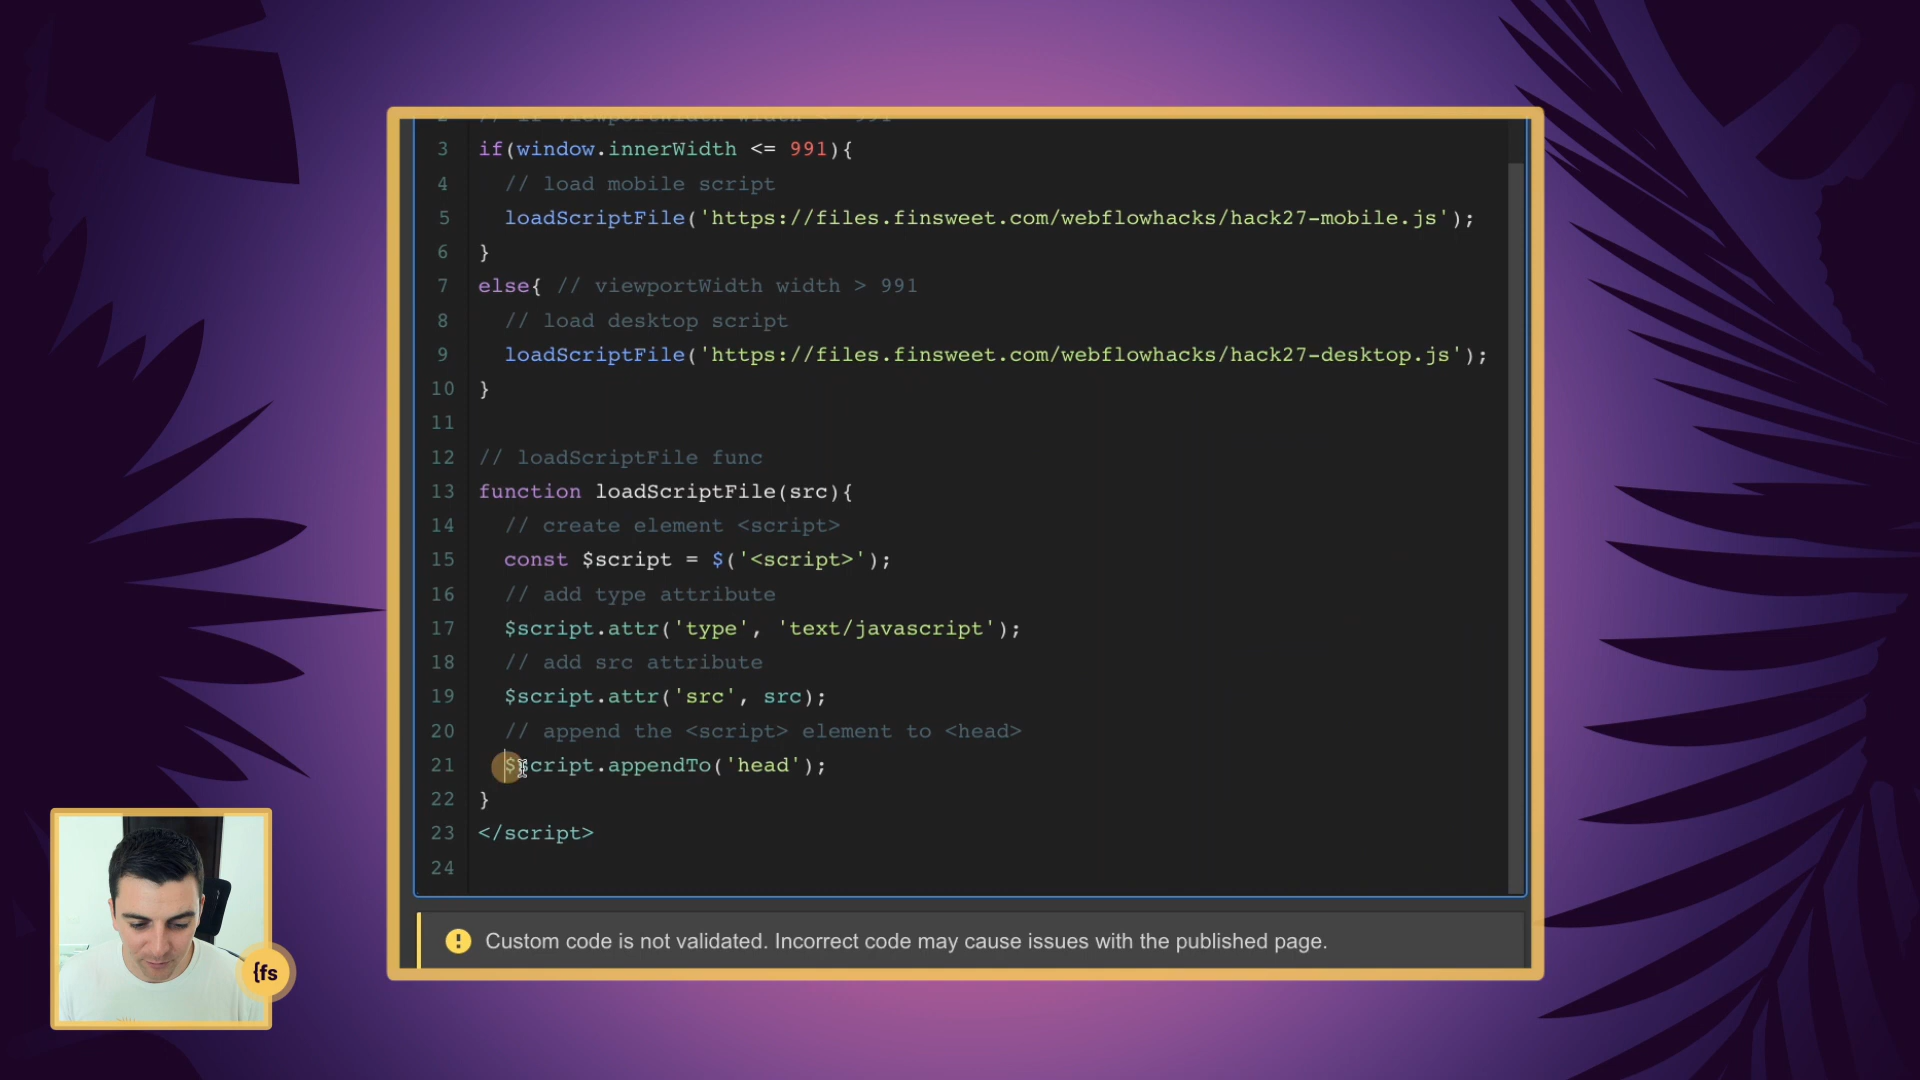 3 if(window.innerWidth <= 991){
4 // load mobile script
5 loadScriptFile('https://files.finsweet.com/webflowhacks/hack27-mobile.js');
6 }
7 else{ // viewportWidth width > 991
8 // load desktop script
9 loadScriptFile('https://files.finsweet.com/webflowhacks/hack27-desktop.js');
10 }
11
12 // loadScriptFile func
13 function loadScriptFile(src){
14 // create element <script>
15 const $script = $('<script>');
16 // add type attribute
17 $script.attr('type', 'text/javascript');
18 // add src attribute
19 $script.attr('src', src);
20 // append the <script> element to <head>
21 $script.appendTo('head');
22 }
23 </script>
24
Custom code is not validated. Incorrect code may cause issues with the published page.
{fs